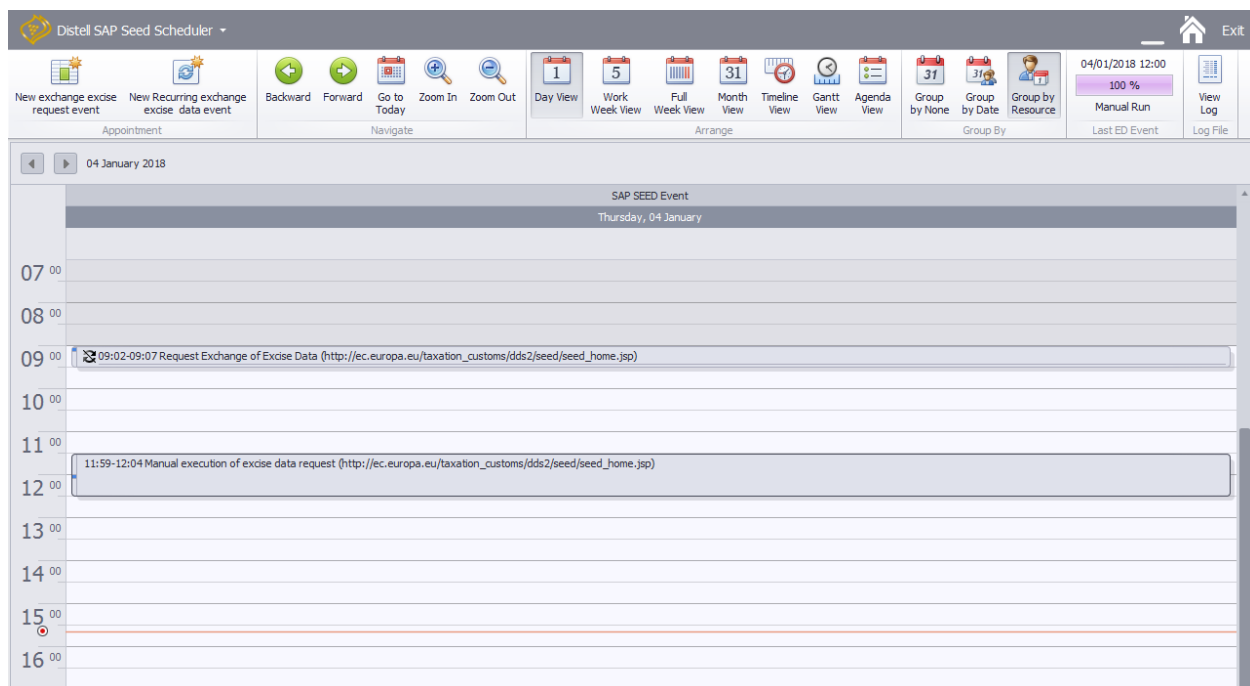 Distell SAP Seed Scheduler
Exit
New exchange excise request event
New Recurring exchange excise data event
Backward
Forward
Go to Today
Zoom In
Zoom Out
Day View
Work Week View
Full Week View
Month View
Timeline View
Gantt View
Agenda View
Group by None
Group by Date
Group by Resource
04/01/2018 12:00
100 %
Manual Run
View Log
Appointment
Navigate
Arrange
Group By
Last ED Event
Log File
04 January 2018
SAP SEED Event
Thursday, 04 January
07 00
08 00
09 00
09:02-09:07 Request Exchange of Excise Data (http://ec.europa.eu/taxation_customs/dds2/seed/seed_home.jsp)
10 00
11 00
11:59-12:04 Manual execution of excise data request (http://ec.europa.eu/taxation_customs/dds2/seed/seed_home.jsp)
12 00
13 00
14 00
15 00
16 00